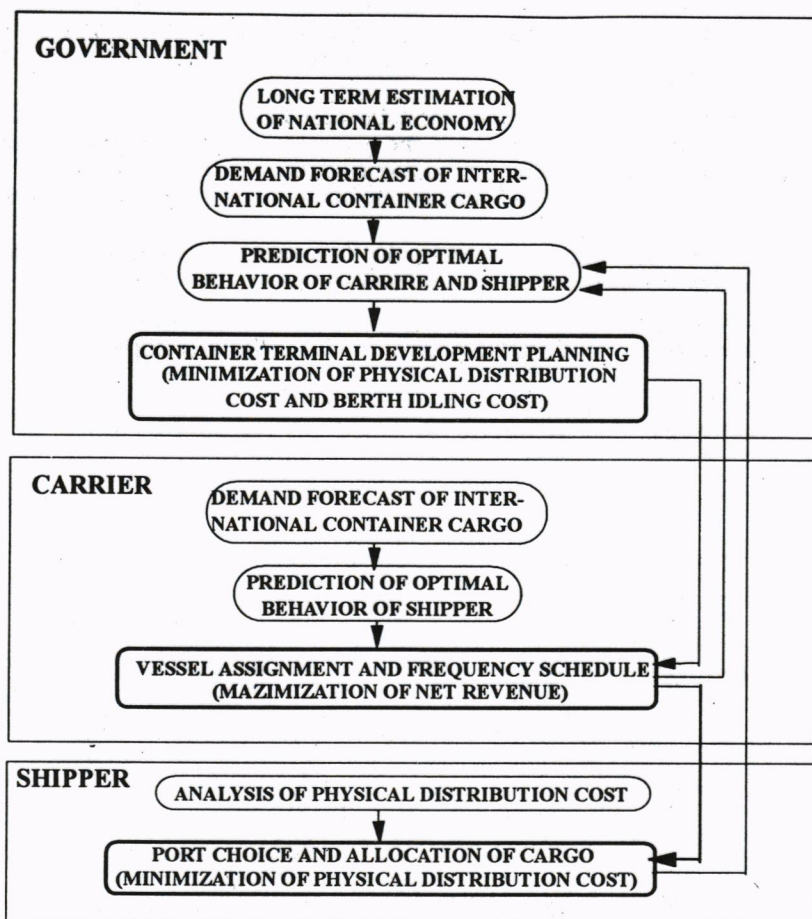 GOVERNMENT
LONG TERM ESTIMATION
OF NATIONAL ECONOMY
DEMAND FORECAST OF INTER-
NATIONAL CONTAINER CARGO
PREDICTION OF OPTIMAL
BEHAVIOR OF CARRIRE AND SHIPPER
CONTAINER TERMINAL DEVELOPMENT PLANNING
(MINIMIZATION OF PHYSICAL DISTRIBUTION
COST AND BERTH IDLING COST)
CARRIER
DEMAND FORECAST OF INTER-
NATIONAL CONTAINER CARGO
PREDICTION OF OPTIMAL
BEHAVIOR OF SHIPPER
VESSEL ASSIGNMENT AND FREQUENCY SCHEDULE
(MAZIMIZATION OF NET REVENUE)
SHIPPER
ANALYSIS OF PHYSICAL DISTRIBUTION COST
PORT CHOICE AND ALLOCATION OF CARGO
(MINIMIZATION OF PHYSICAL DISTRIBUTION COST)